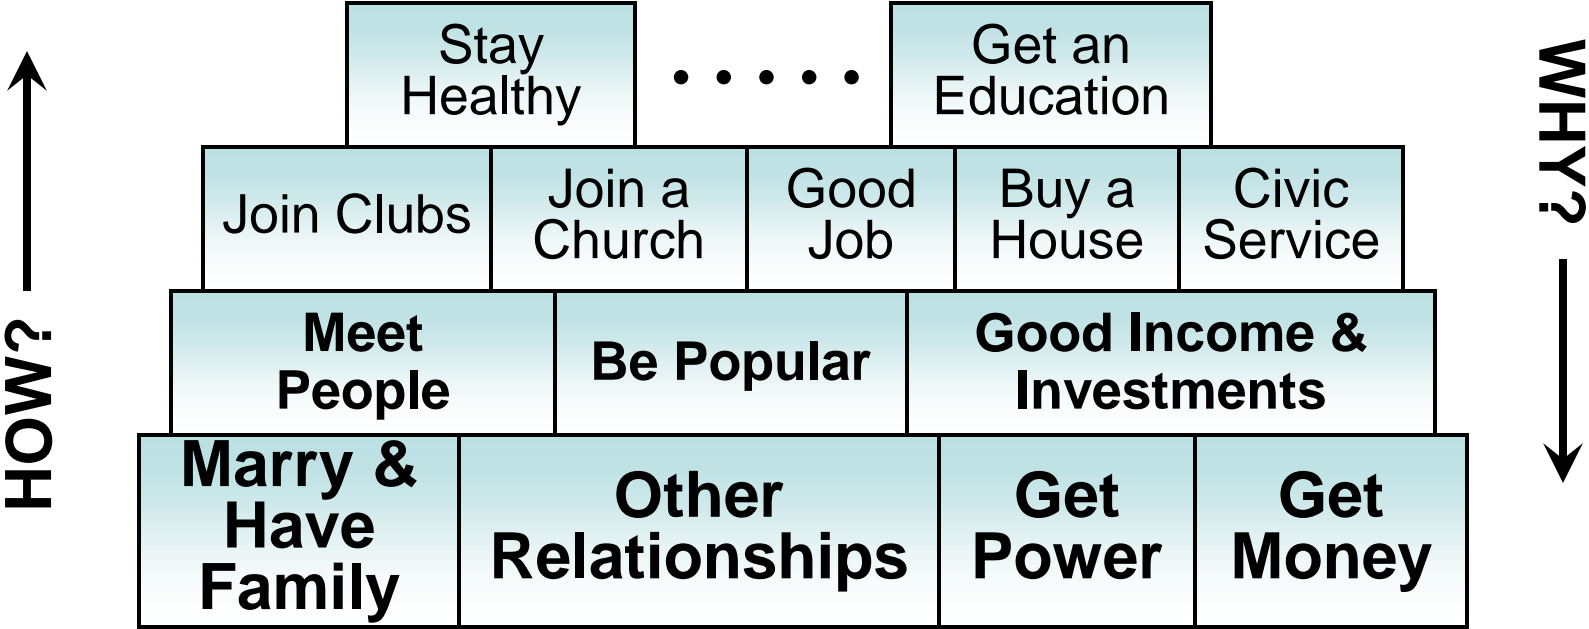 Stay
Healthy
. . . . .
Get an
Education
Join Clubs
Join a
Church
Good
Job
Buy a
House
Civic
Service
Meet
People
Be Popular
Good Income &
Investments
Marry &
Have
Family
Other
Relationships
Get
Power
Get
Money
HOW?
WHY?